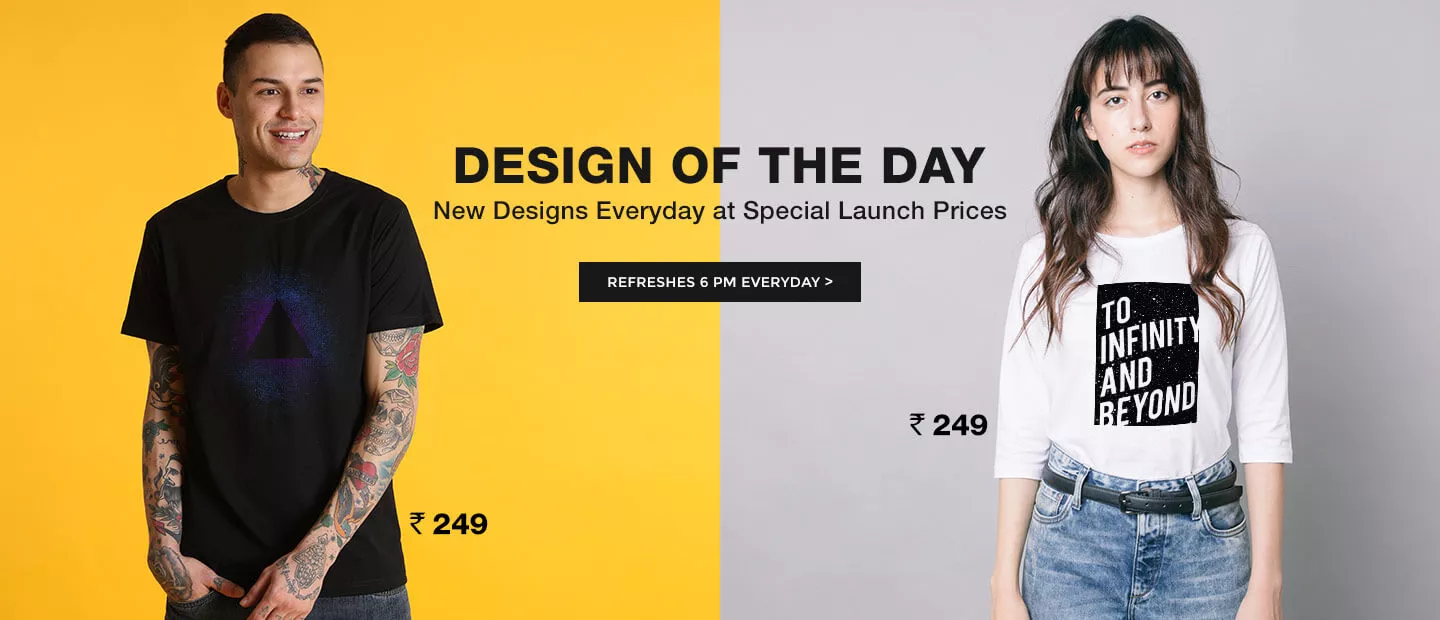 DESIGN OF THE DAY
New Designs Everyday at Special Launch Prices
REFRESHES 6 PM EVERYDAY >
TO
INFINITY
AND
BEYOND
₹ 249
₹ 249